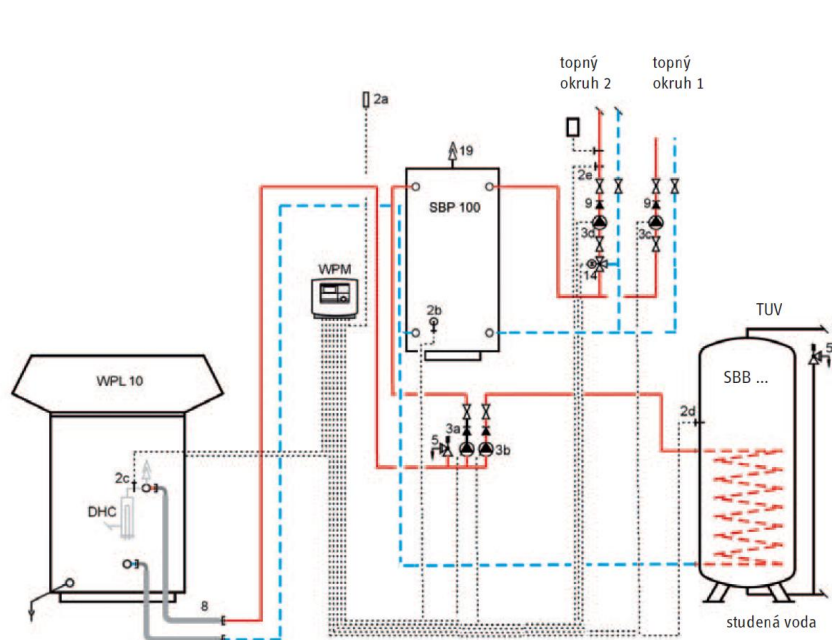 topný
okruh 2
topný
okruh 1
2a
19
2e
SBP 100
9
9
3d
3c
WPM
14
2b
TUV
5
WPL 10
SBB ...
2d
3a
5
3b
2c
DHC
8
studená voda